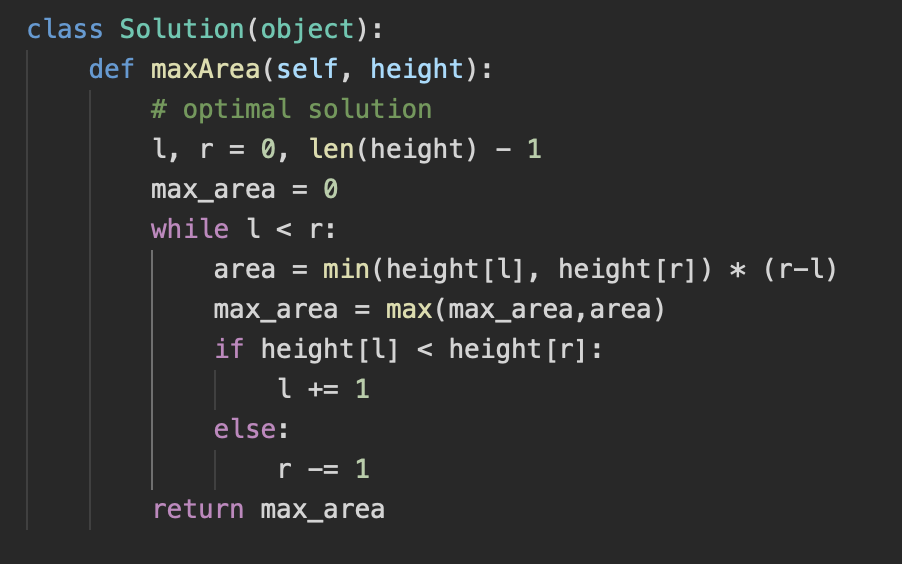 class Solution(object):
    def maxArea(self, height):
        # optimal solution
        l, r = 0, len(height) - 1
        max_area = 0
        while l < r:
            area = min(height[l], height[r]) * (r-l)
            max_area = max(max_area,area)
            if height[l] < height[r]:
                l += 1
            else:
                r -= 1
        return max_area